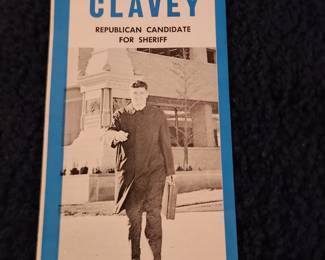 CLAVEY
REPUBLICAN CANDIDATE
FOR SHERIFF